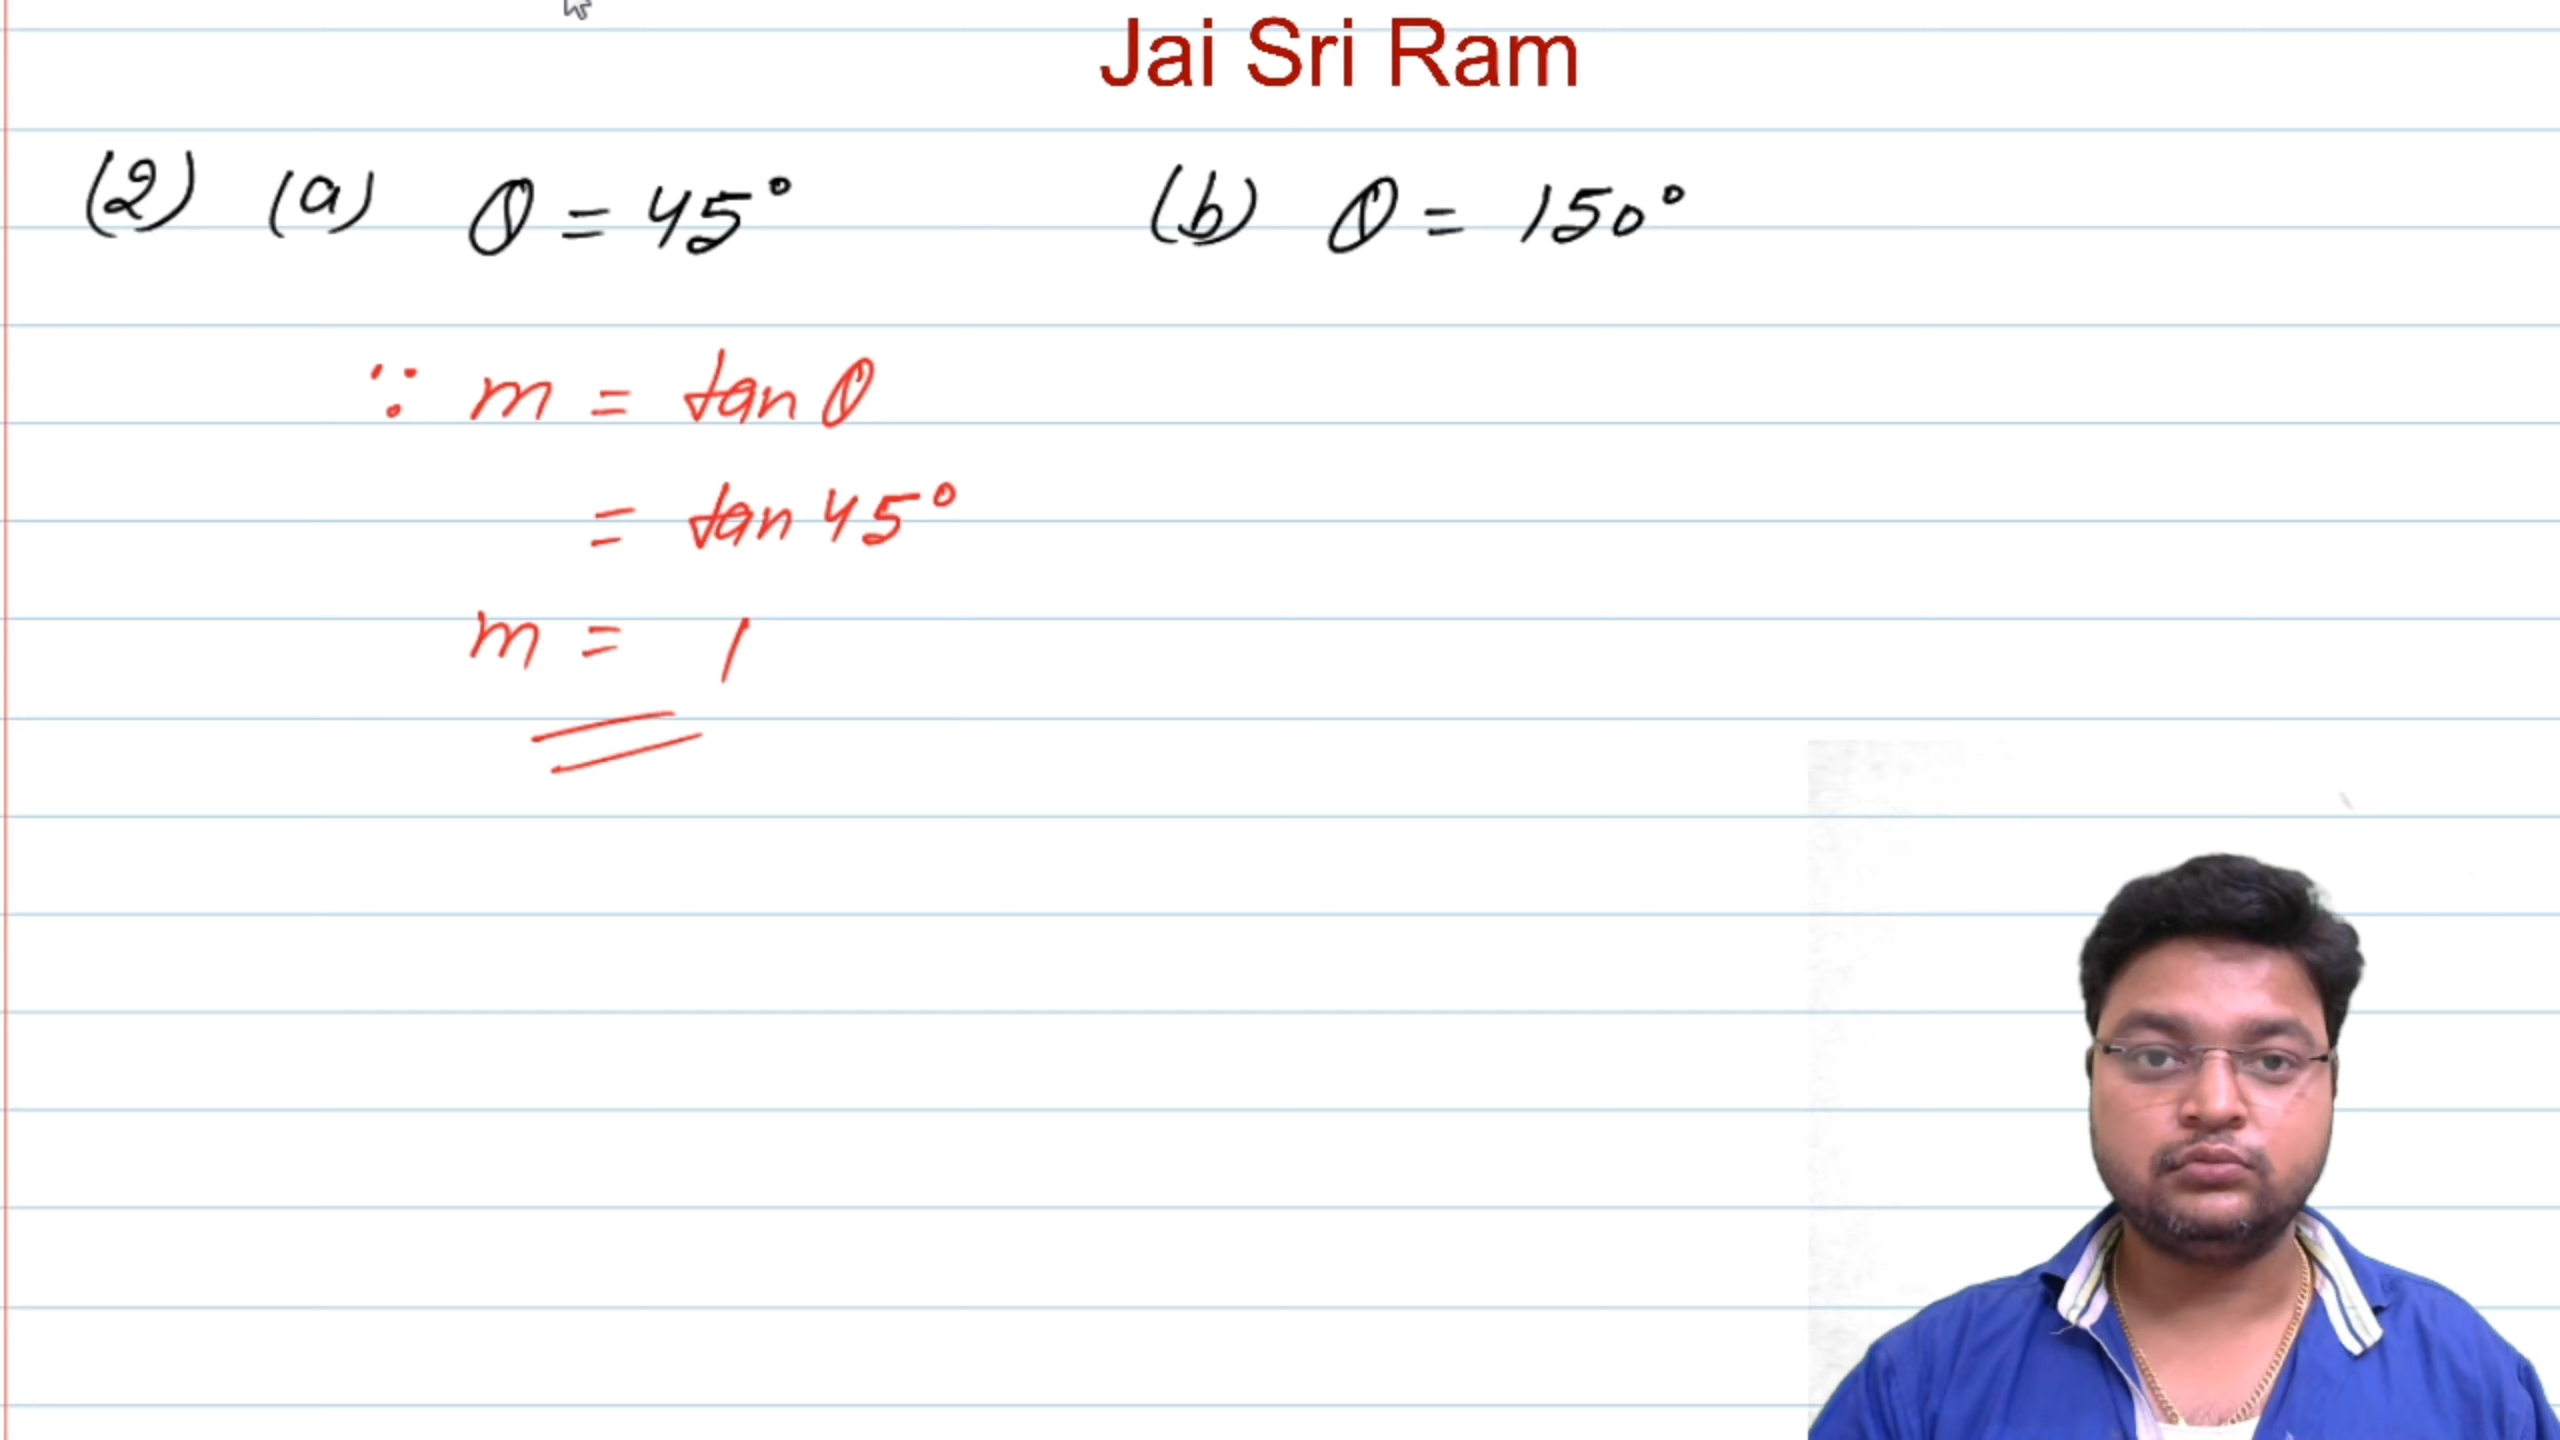 Jai Sri Ram
(2) (a) θ = 45° (b) θ = 150°
∵ m = tan θ
= tan 45°
m = 1